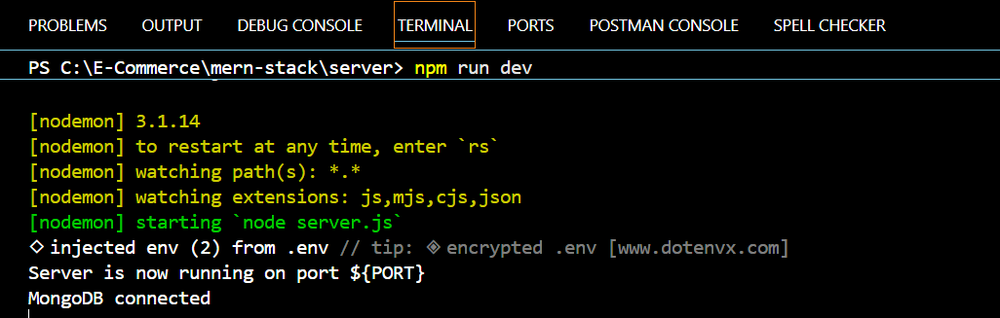 PROBLEMS OUTPUT DEBUG CONSOLE TERMINAL PORTS POSTMAN CONSOLE SPELL CHECKER
PS C:\E-Commerce\mern-stack\server> npm run dev
[nodemon] 3.1.14
[nodemon] to restart at any time, enter `rs`
[nodemon] watching path(s): *.*
[nodemon] watching extensions: js,mjs,cjs,json
[nodemon] starting `node server.js`
◇ injected env (2) from .env // tip: ◈ encrypted .env [www.dotenvx.com]
Server is now running on port ${PORT}
MongoDB connected